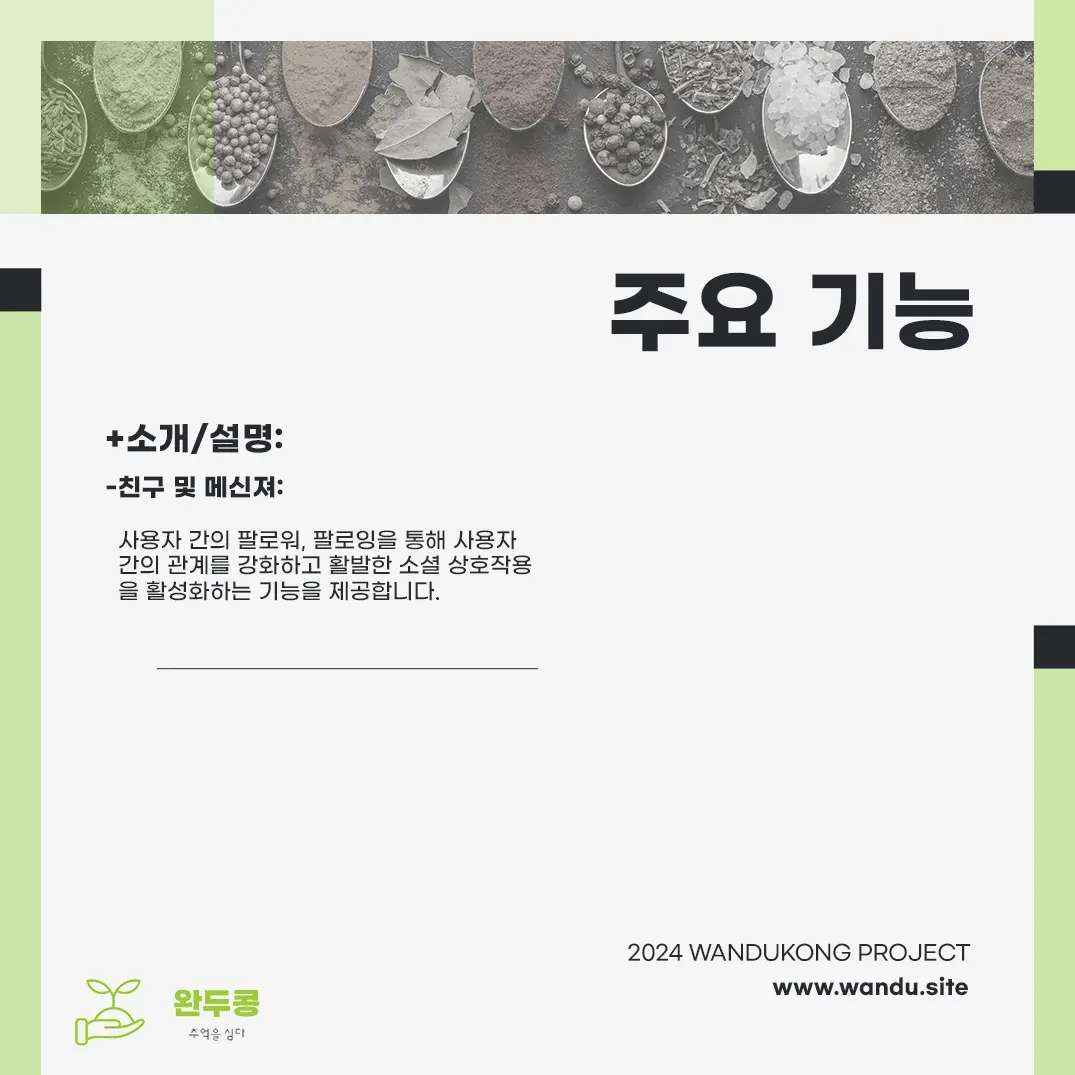 주요 기능
+소개/설명:
-친구 및 메신져:
사용자 간의 팔로워, 팔로잉을 통해 사용자
간의 관계를 강화하고 활발한 소셜 상호작용
을 활성화하는 기능을 제공합니다.
2024 WANDUKONG PROJECT
www.wandu.site
완두콩
추억을 심다